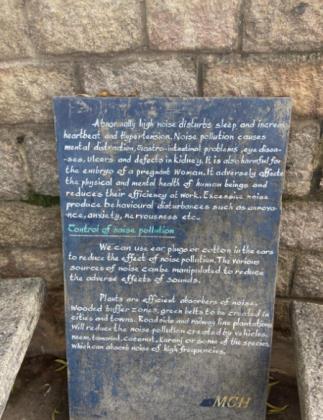 Abnormally high noise disturbs sleep and increas
heartbeat and Hypertension. Noise pollution causes
mental distraction, Gastro-intestinal problems, eye disea-
-ses, Ulcers and defects in kidney. It is also harmful for
the embryo of a pregnant woman. It adversely affects
the physical and mental health of human beings and
reduces their efficiency at work. Excessive noise
produce behavioural disturbances such as annoya-
nce, anxiety, nervousness etc.
Control of noise pollution
We can use ear plugs or cotton in the ears
to reduce the effect of noise pollution. The various
sources of noise can be manipulated to reduce
the adverse effects of sounds.
Plants are efficient absorbers of noise.
Wooded buffer zones, green belts to be created in
cities and towns. Roadside and railway line plantations
Will reduce the noise pollution created by vehicles.
neem, tamarind, coconut, Karanj or some of the species
which can absorb noise of high frequencies.
MCH